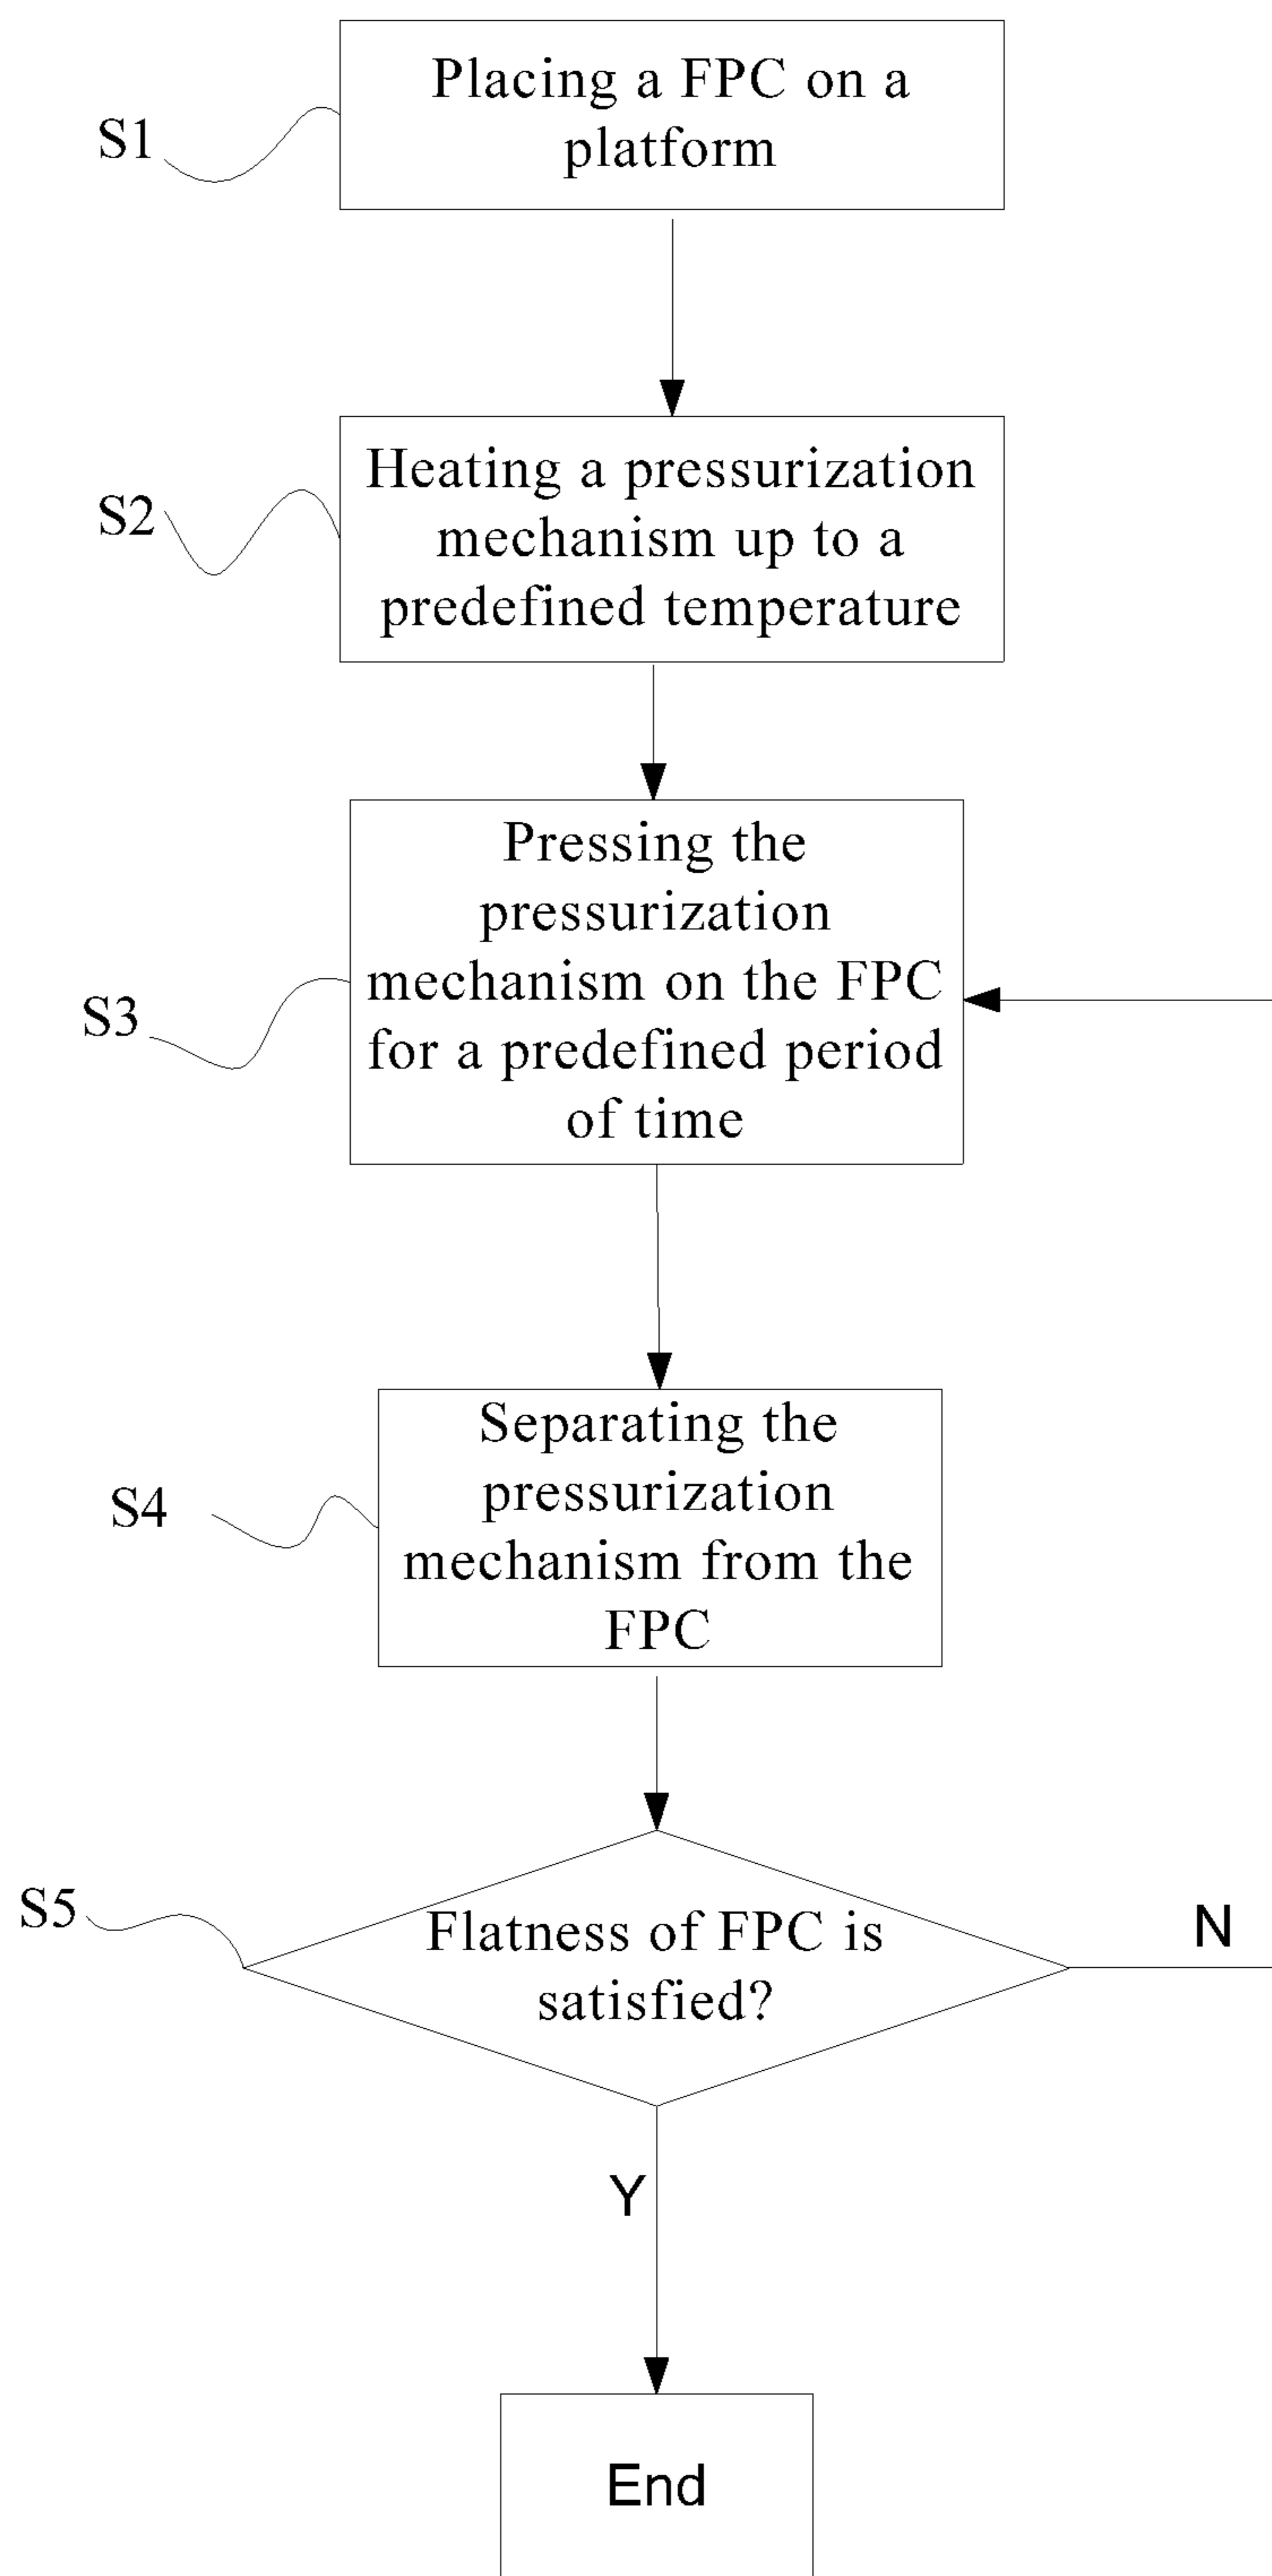 Placing a FPC on a
platform
S1
Heating a pressurization
mechanism up to a
predefined temperature
S2
Pressing the
pressurization
mechanism on the FPC
for a predefined period
of time
S3
Separating the
pressurization
mechanism from the
FPC
S4
Flatness of FPC is
satisfied?
S5
N
Y
End